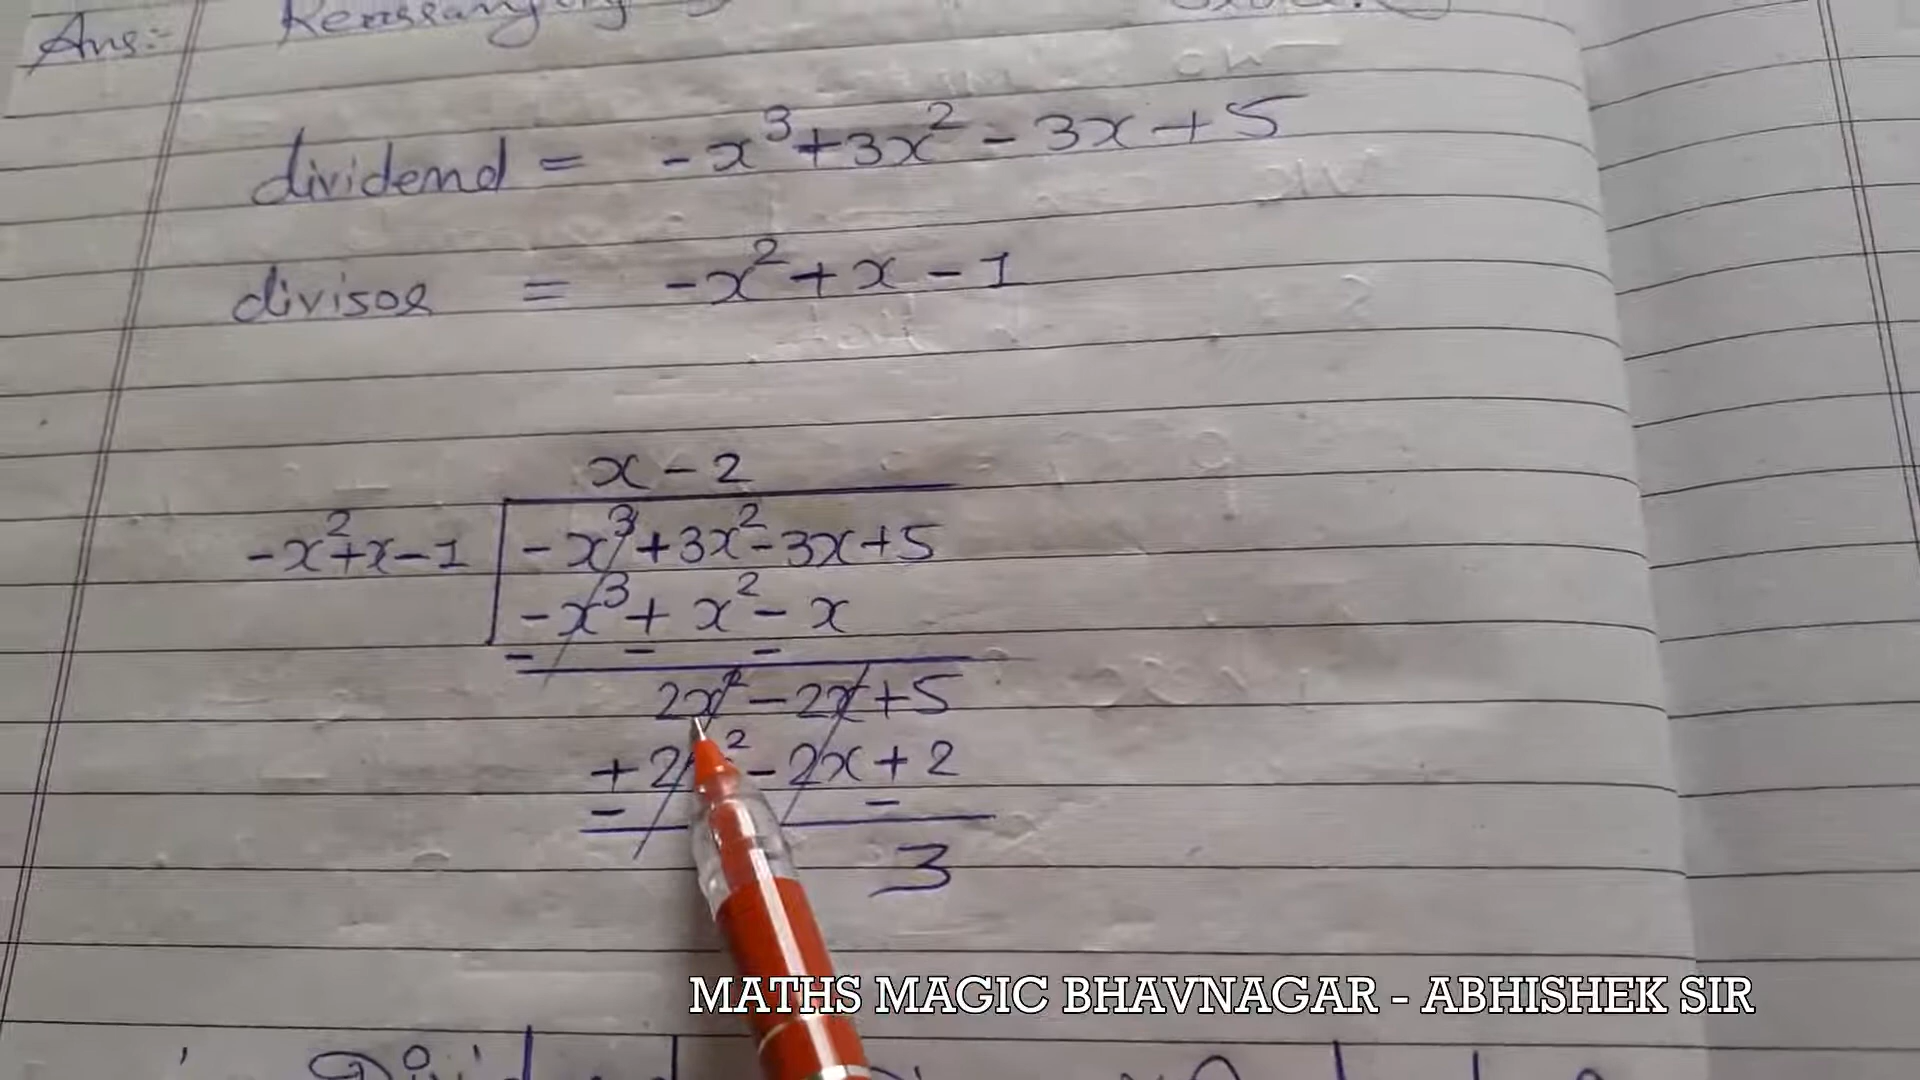 Ans:- Rearranging
dividend = -x³+3x²-3x+5
divisor = -x²+x-1
x-2
-x²+x-1 -x³+3x²-3x+5
-x³+x²-x
- - -
2x²-2x+5
+2x²-2x+2
- -
3
MATHS MAGIC BHAVNAGAR - ABHISHEK SIR